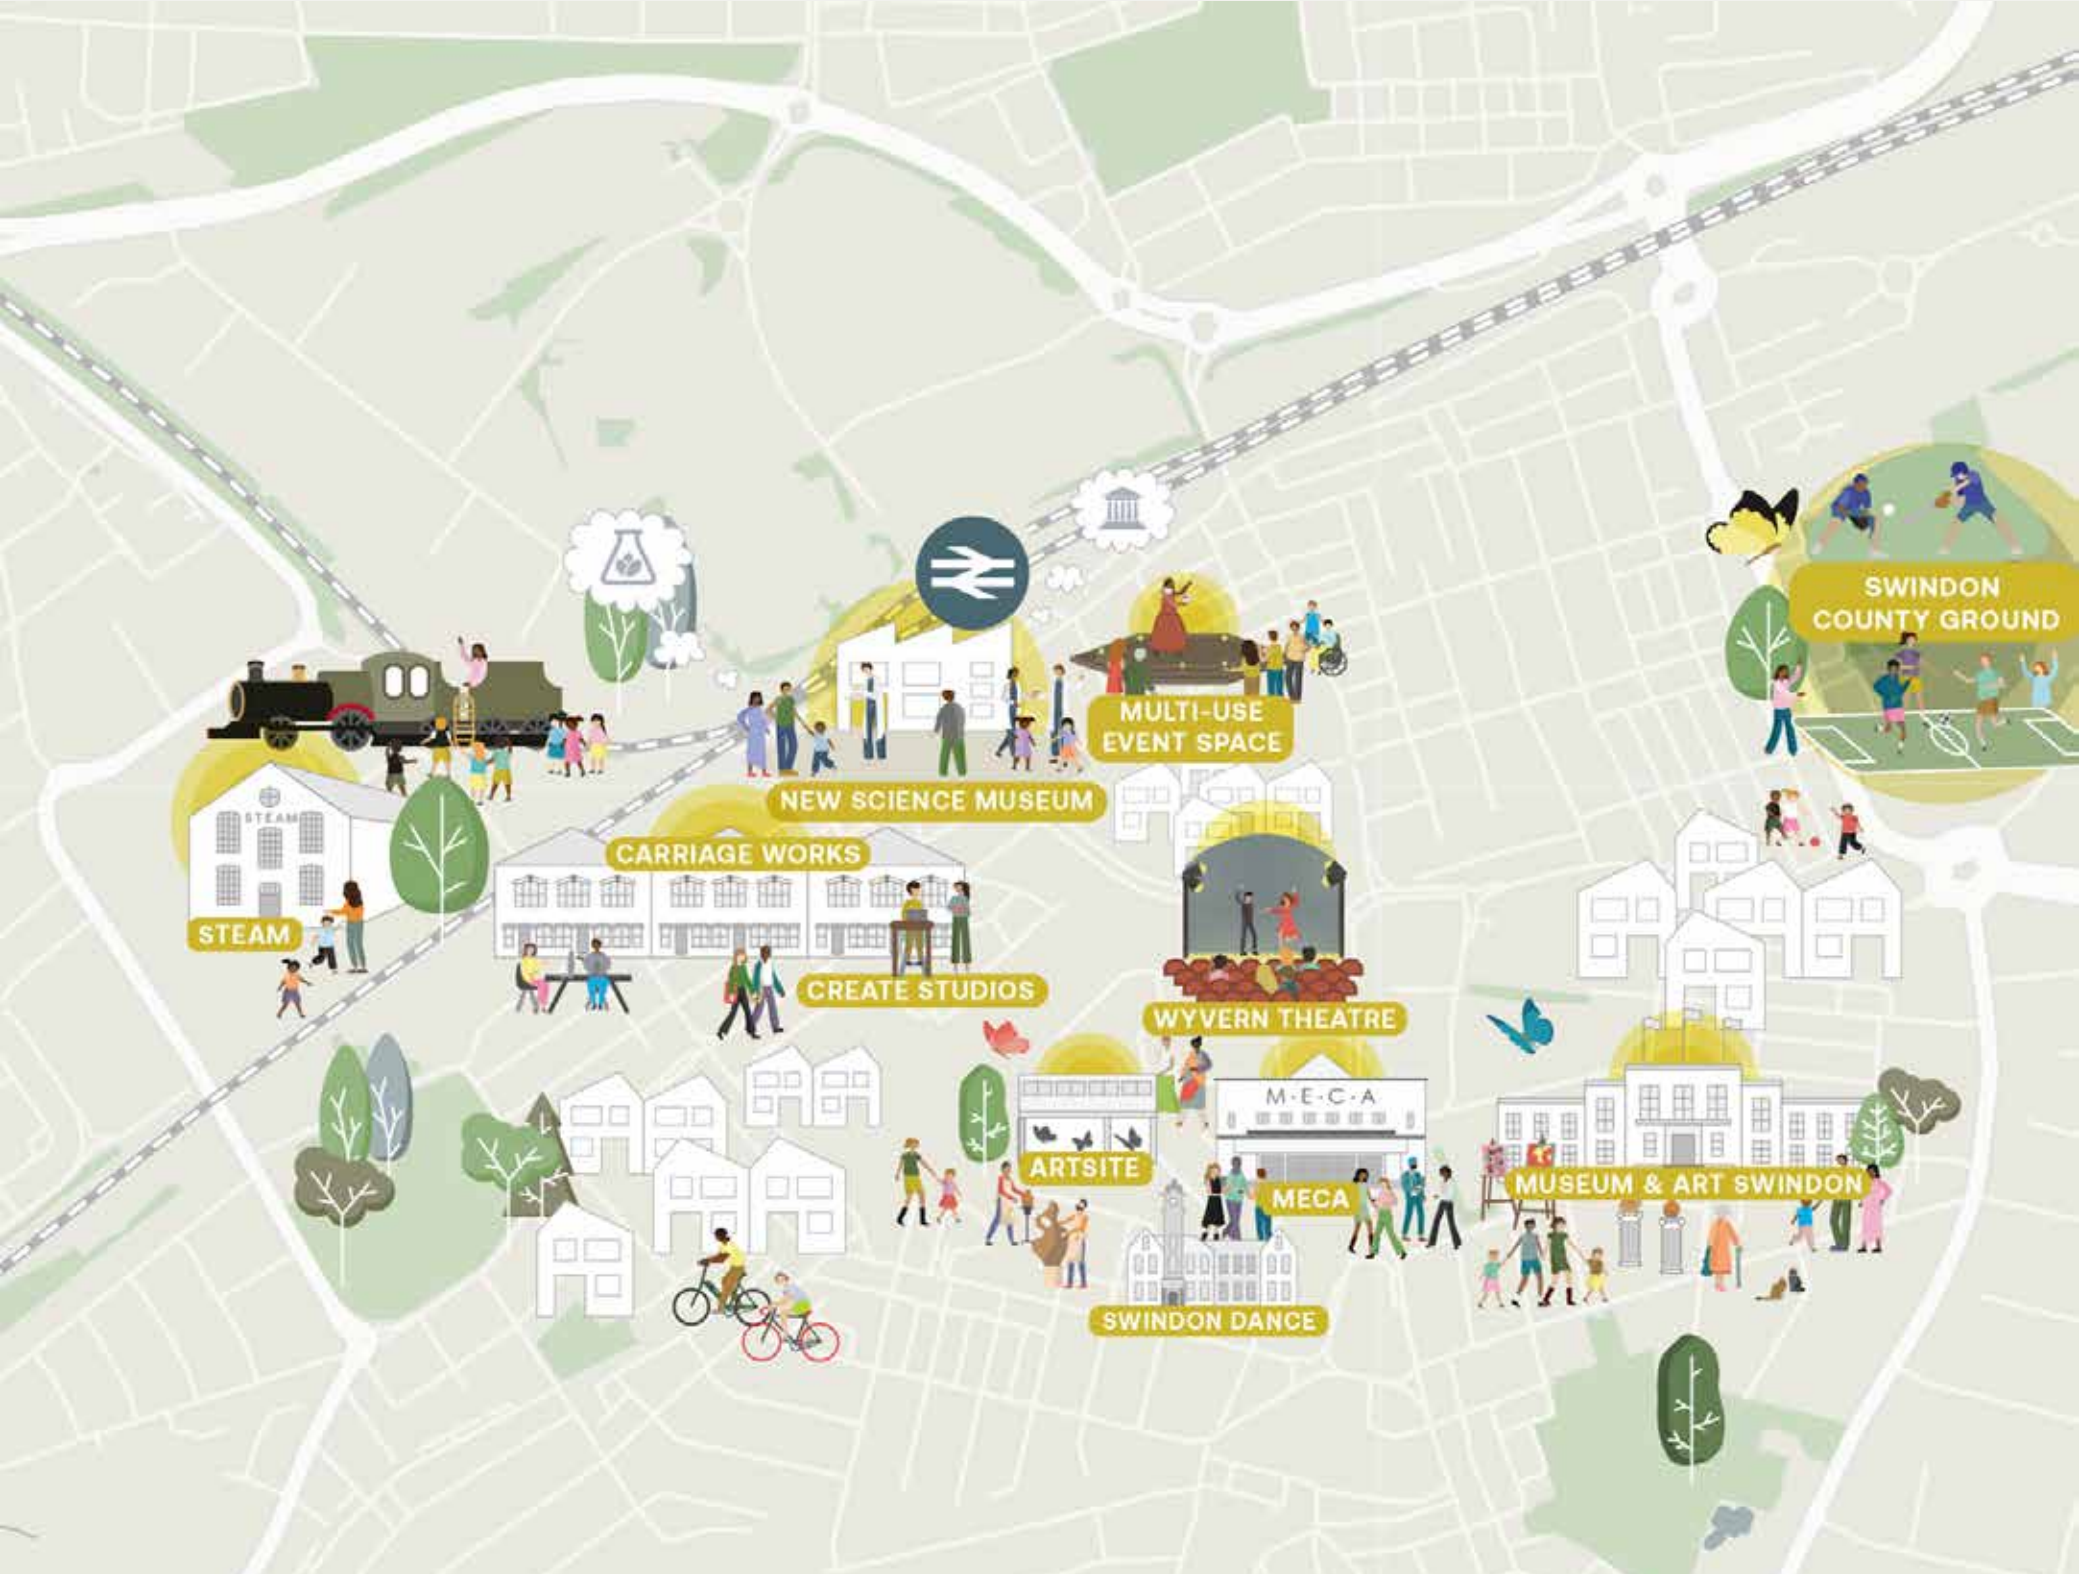 SWINDON
COUNTY GROUND
MULTI-USE
EVENT SPACE
NEW SCIENCE MUSEUM
STEAM
CARRIAGE WORKS
STEAM
CREATE STUDIOS
WYVERN THEATRE
M·E·C·A
ARTSITE
MECA
MUSEUM & ART SWINDON
SWINDON DANCE